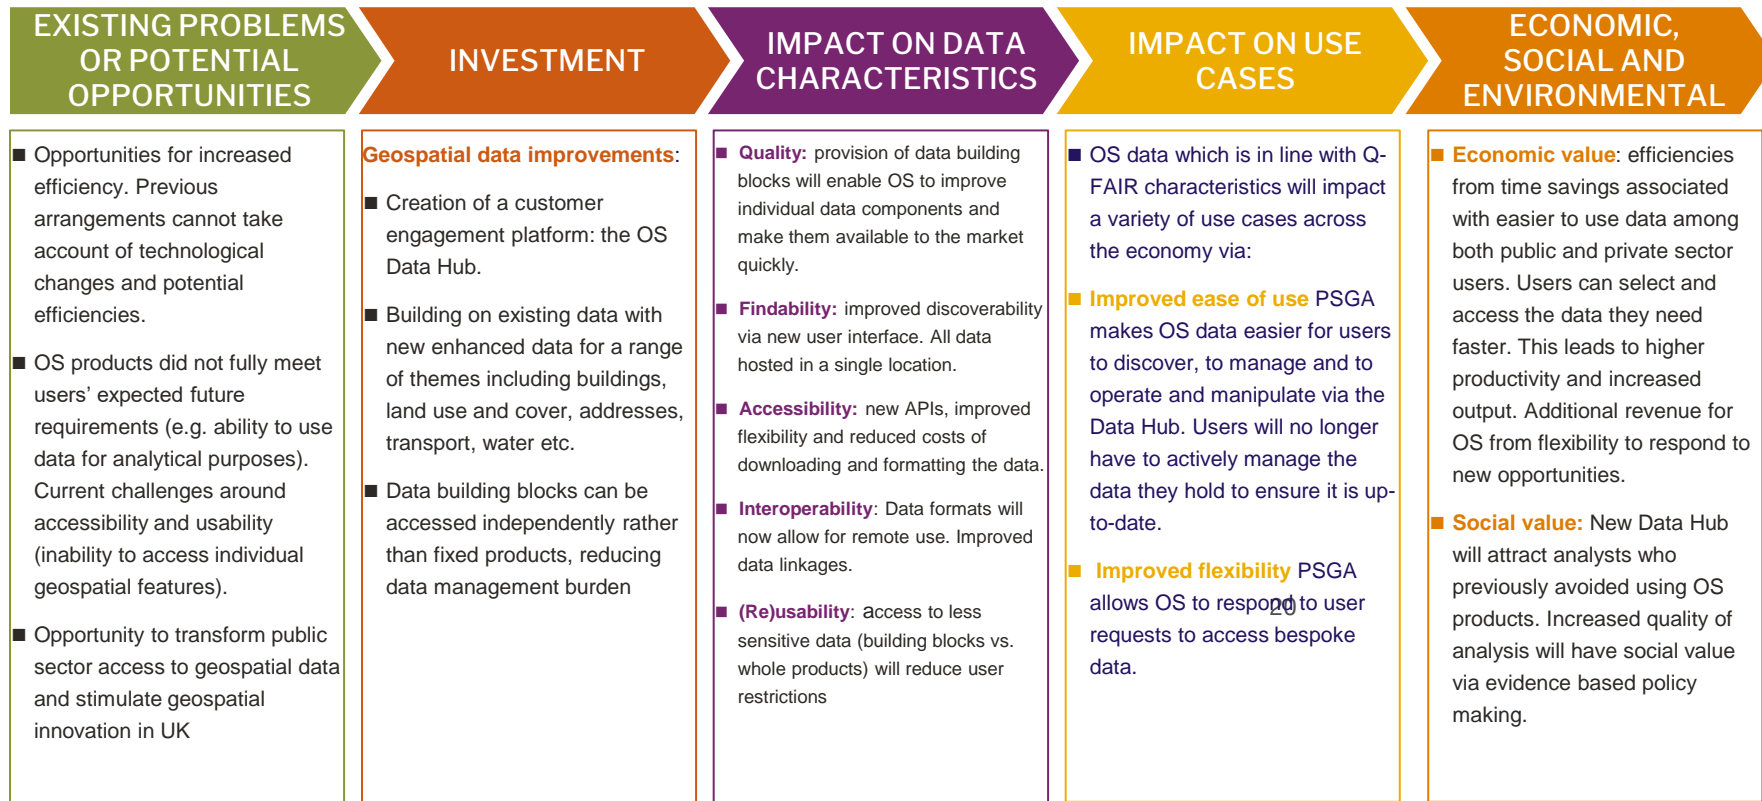 EXISTING PROBLEMS
OR POTENTIAL
OPPORTUNITIES
INVESTMENT
IMPACT ON DATA
CHARACTERISTICS
IMPACT ON USE
CASES
ECONOMIC,
SOCIAL AND
ENVIRONMENTAL
■ Opportunities for increased
efficiency. Previous
arrangements cannot take
account of technological
changes and potential
efficiencies.
■ OS products did not fully meet
users’ expected future
requirements (e.g. ability to use
data for analytical purposes).
Current challenges around
accessibility and usability
(inability to access individual
geospatial features).
■ Opportunity to transform public
sector access to geospatial data
and stimulate geospatial
innovation in UK
Geospatial data improvements:
■ Creation of a customer
engagement platform: the OS
Data Hub.
■ Building on existing data with
new enhanced data for a range
of themes including buildings,
land use and cover, addresses,
transport, water etc.
■ Data building blocks can be
accessed independently rather
than fixed products, reducing
data management burden
■ Quality: provision of data building
blocks will enable OS to improve
individual data components and
make them available to the market
quickly.
■ Findability: improved discoverability
via new user interface. All data
hosted in a single location.
■ Accessibility: new APIs, improved
flexibility and reduced costs of
downloading and formatting the data.
■ Interoperability: Data formats will
now allow for remote use. Improved
data linkages.
■ (Re)usability: access to less
sensitive data (building blocks vs.
whole products) will reduce user
restrictions
■ OS data which is in line with Q-
FAIR characteristics will impact
a variety of use cases across
the economy via:
■ Improved ease of use PSGA
makes OS data easier for users
to discover, to manage and to
operate and manipulate via the
Data Hub. Users will no longer
have to actively manage the
data they hold to ensure it is up-
to-date.
■ Improved flexibility PSGA
allows OS to respond to user
requests to access bespoke
data.
20
■ Economic value: efficiencies
from time savings associated
with easier to use data among
both public and private sector
users. Users can select and
access the data they need
faster. This leads to higher
productivity and increased
output. Additional revenue for
OS from flexibility to respond to
new opportunities.
■ Social value: New Data Hub
will attract analysts who
previously avoided using OS
products. Increased quality of
analysis will have social value
via evidence based policy
making.